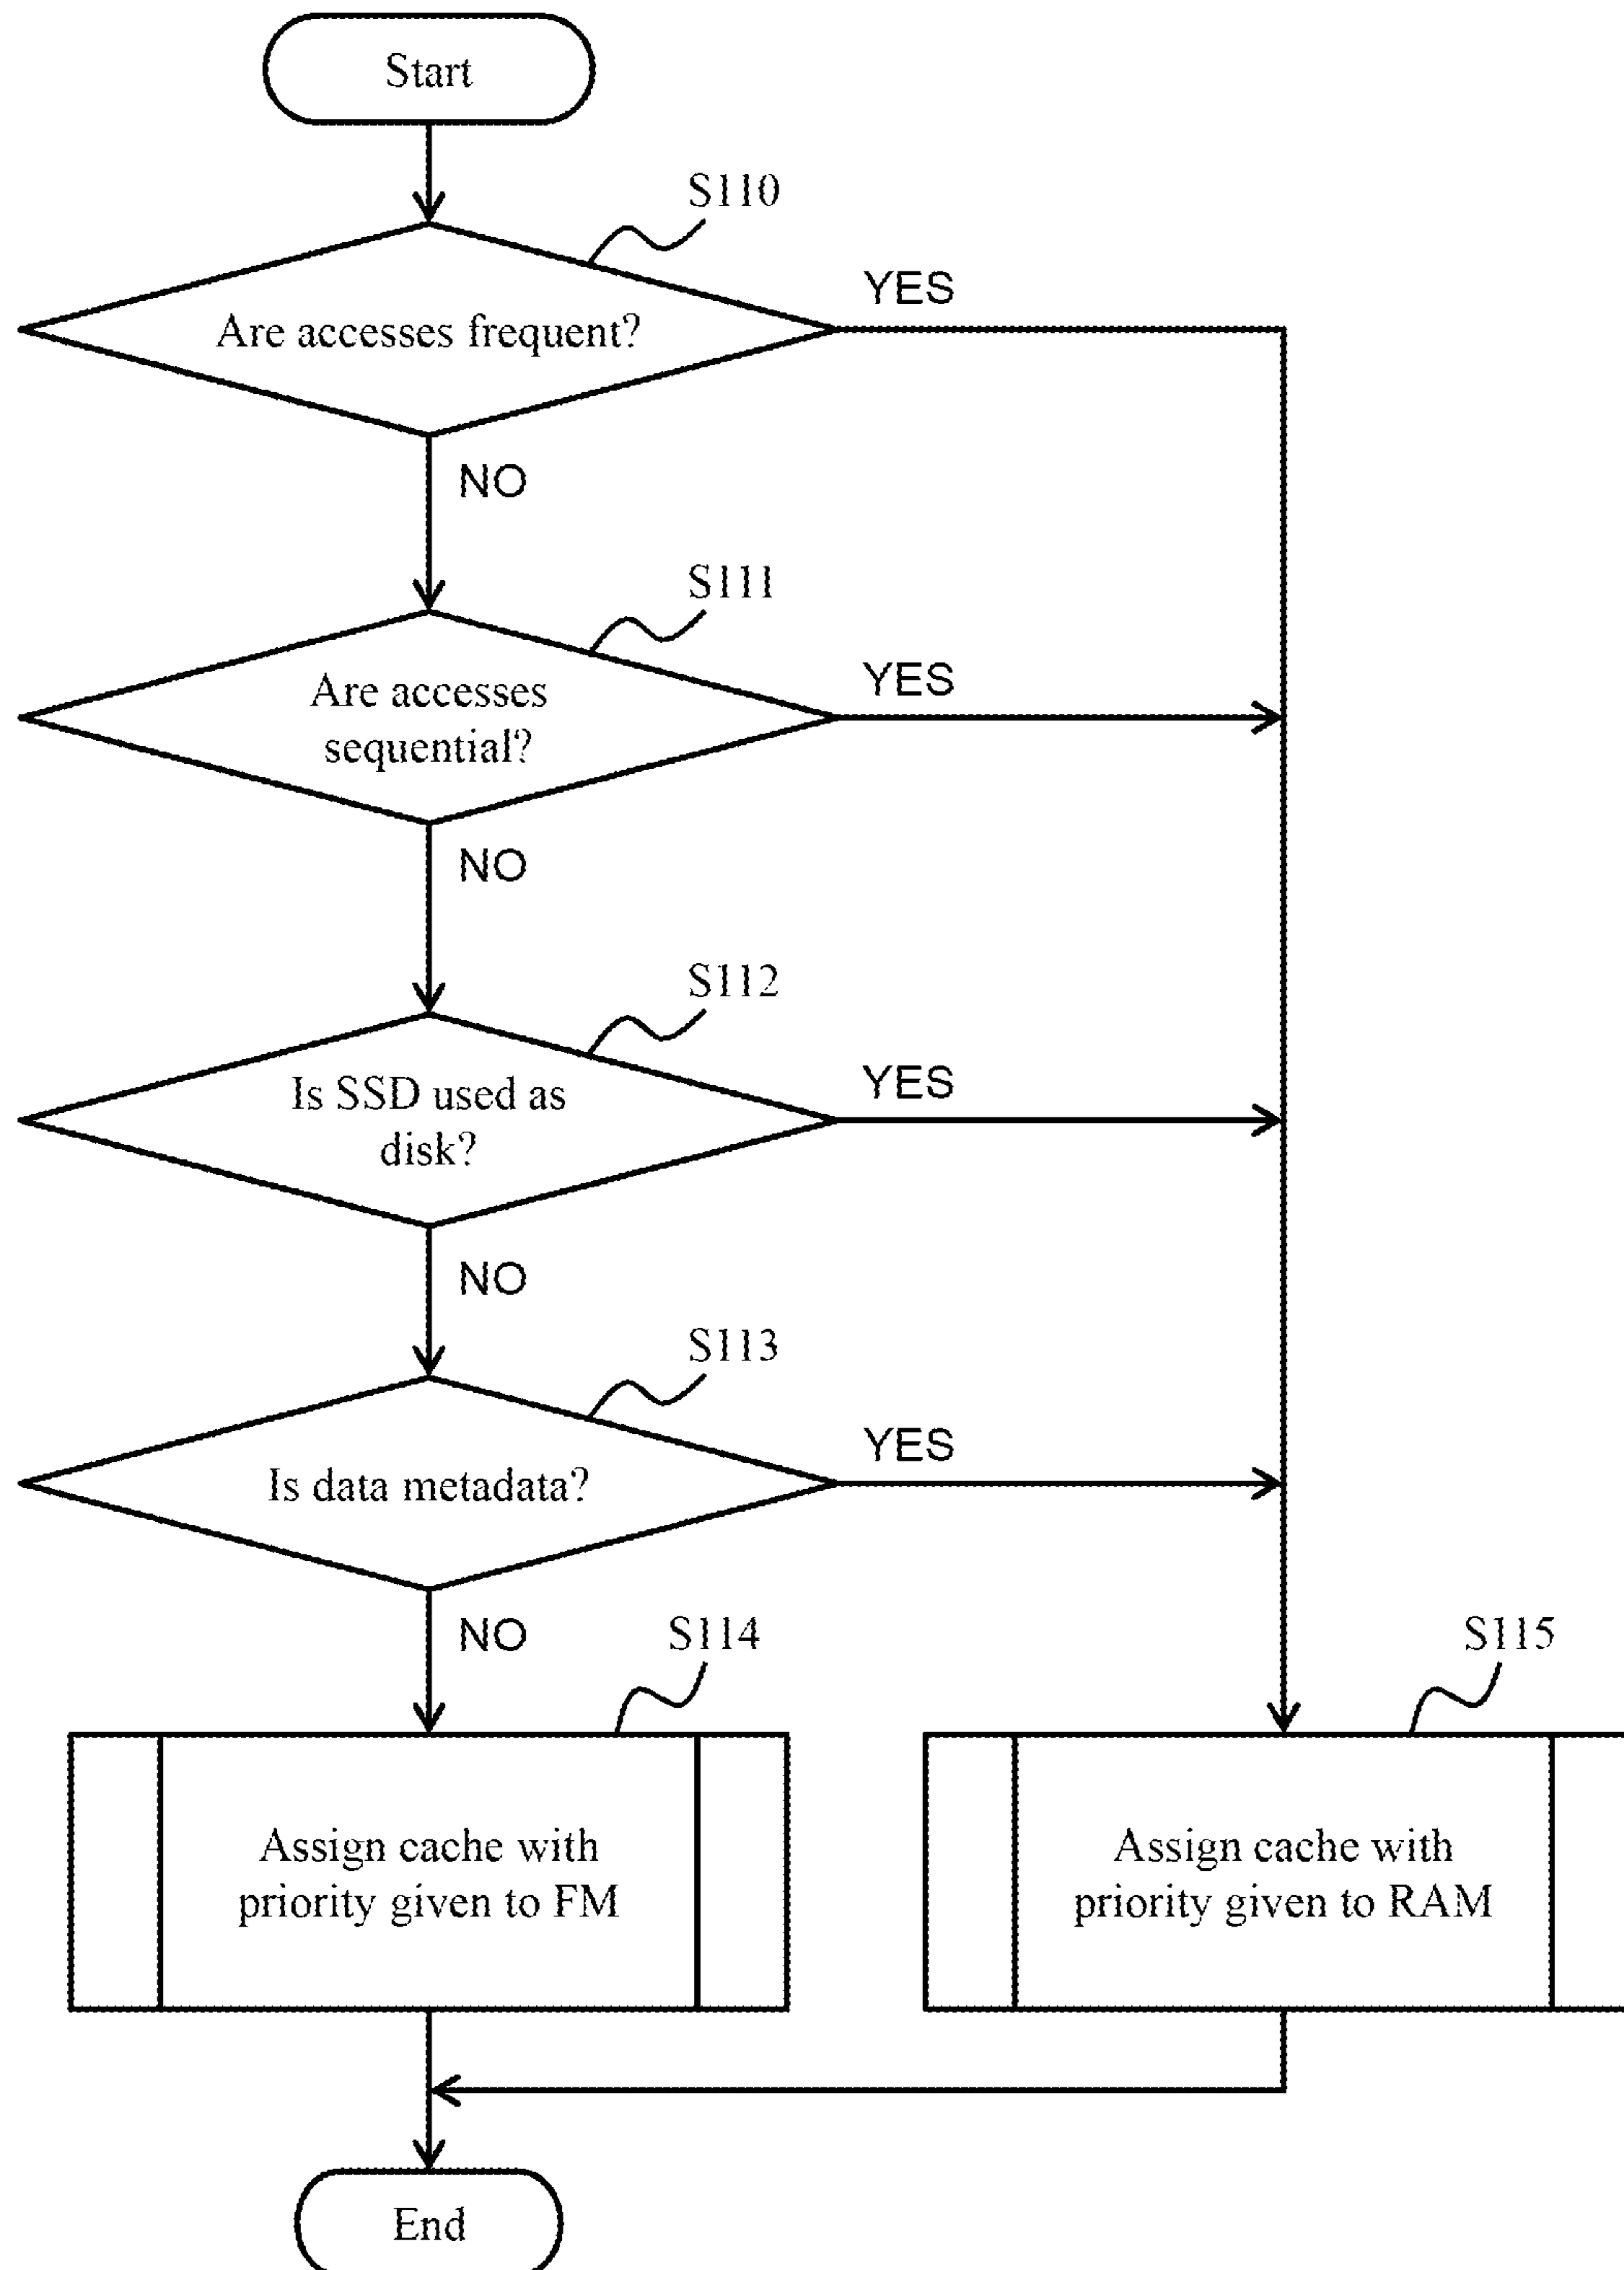 Start
S110
Are accesses frequent?
YES
NO
S111
Are accesses
sequential?
YES
NO
S112
Is SSD used as
disk?
YES
NO
S113
Is data metadata?
YES
NO
S114
S115
Assign cache with
priority given to FM
Assign cache with
priority given to RAM
End